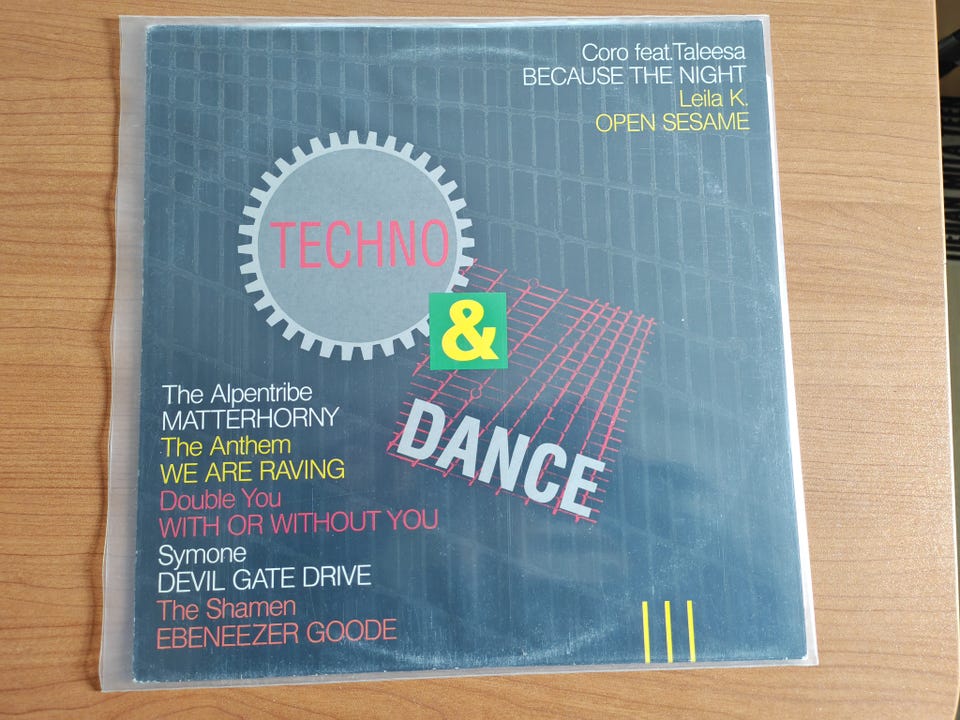 Coro feat.Taleesa
BECAUSE THE NIGHT
Leila K.
OPEN SESAME
TECHNO
&
DANCE
The Alpentribe
MATTERHORNY
The Anthem
WE ARE RAVING
Double You
WITH OR WITHOUT YOU
Symone
DEVIL GATE DRIVE
The Shamen
EBENEEZER GOODE
III